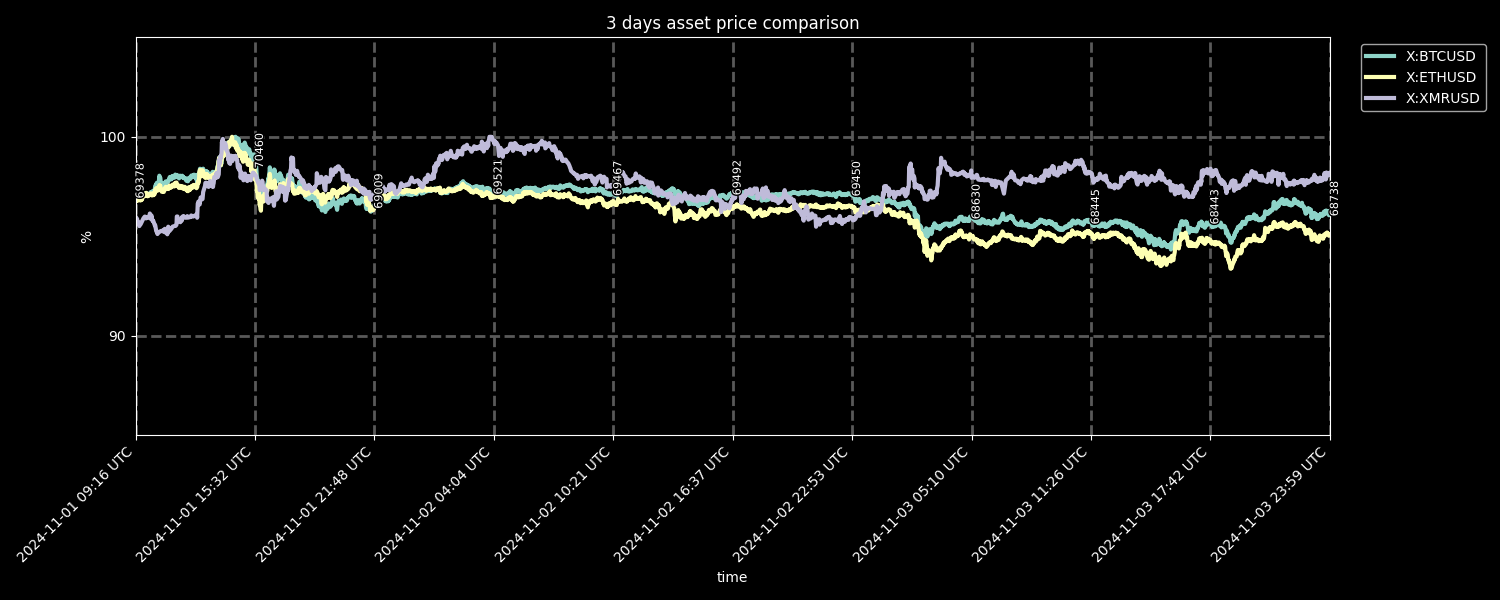 3 days asset price comparison
X:BTCUSD
X:ETHUSD
X:XMRUSD
100
90
%
69378
70460
69009
69521
69467
69492
69450
68630
68445
68443
68738
2024-11-01 09:16 UTC
2024-11-01 15:32 UTC
2024-11-01 21:48 UTC
2024-11-02 04:04 UTC
2024-11-02 10:21 UTC
2024-11-02 16:37 UTC
2024-11-02 22:53 UTC
2024-11-03 05:10 UTC
2024-11-03 11:26 UTC
2024-11-03 17:42 UTC
2024-11-03 23:59 UTC
time